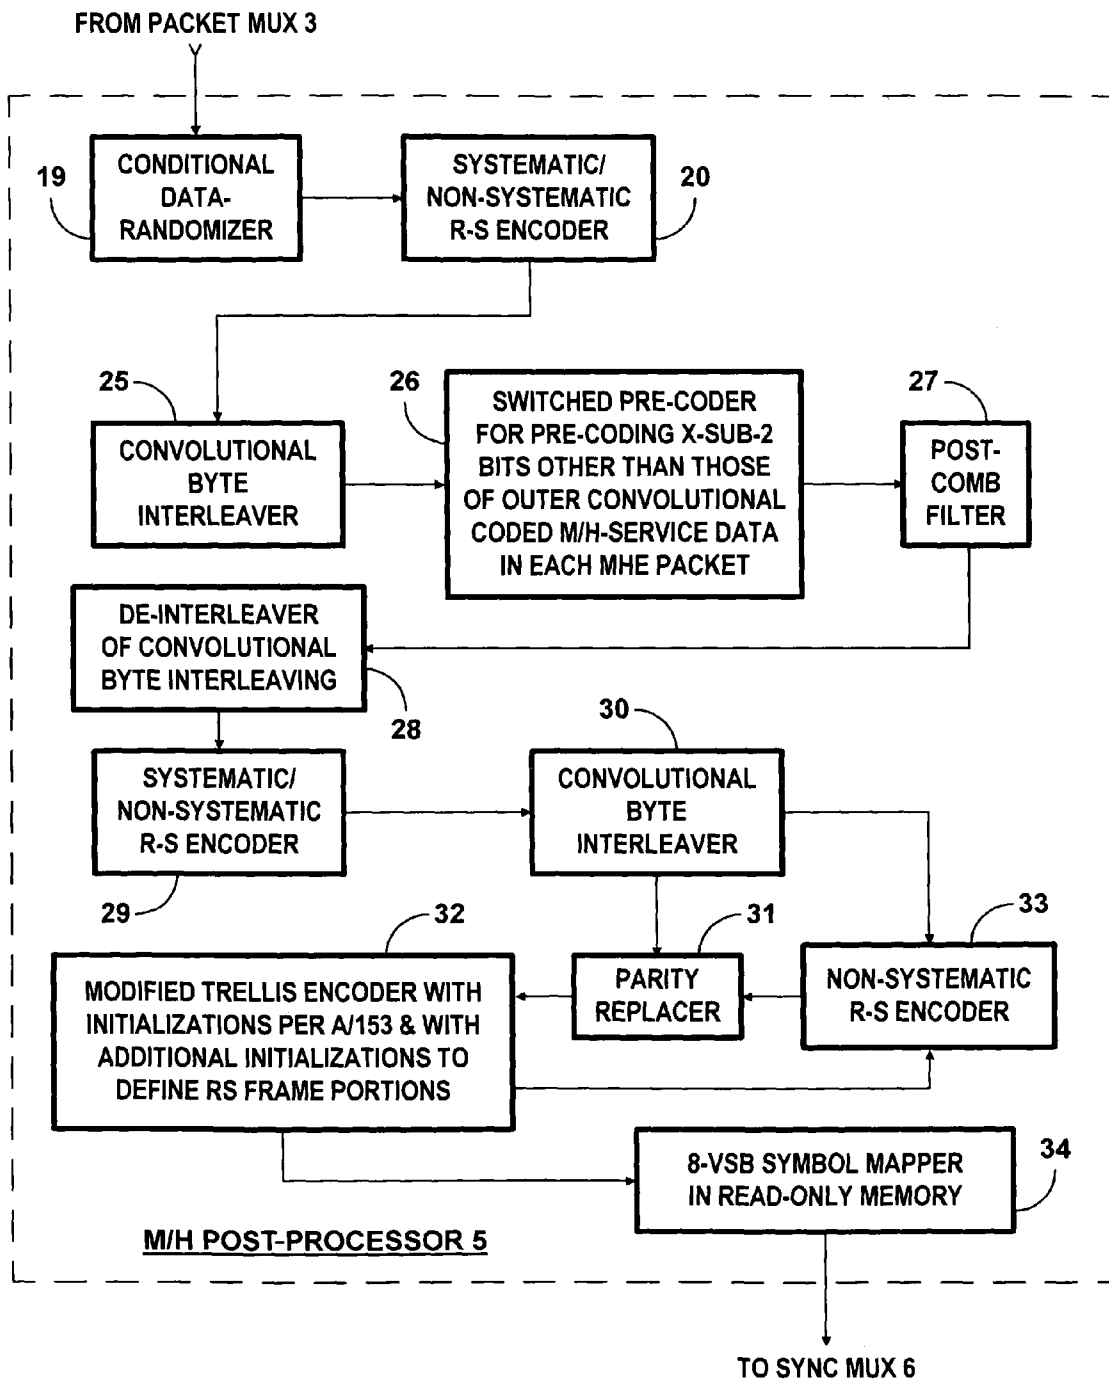 FROM PACKET MUX 3
19
CONDITIONAL
DATA-
RANDOMIZER
SYSTEMATIC/
NON-SYSTEMATIC
R-S ENCODER
20
25
CONVOLUTIONAL
BYTE
INTERLEAVER
26
SWITCHED PRE-CODER
FOR PRE-CODING X-SUB-2
BITS OTHER THAN THOSE
OF OUTER CONVOLUTIONAL
CODED M/H-SERVICE DATA
IN EACH MHE PACKET
27
POST-
COMB
FILTER
DE-INTERLEAVER
OF CONVOLUTIONAL
BYTE INTERLEAVING
28
SYSTEMATIC/
NON-SYSTEMATIC
R-S ENCODER
29
30
CONVOLUTIONAL
BYTE
INTERLEAVER
32
MODIFIED TRELLIS ENCODER WITH
INITIALIZATIONS PER A/153 & WITH
ADDITIONAL INITIALIZATIONS TO
DEFINE RS FRAME PORTIONS
31
PARITY
REPLACER
33
NON-SYSTEMATIC
R-S ENCODER
8-VSB SYMBOL MAPPER
IN READ-ONLY MEMORY
34
M/H POST-PROCESSOR 5
TO SYNC MUX 6